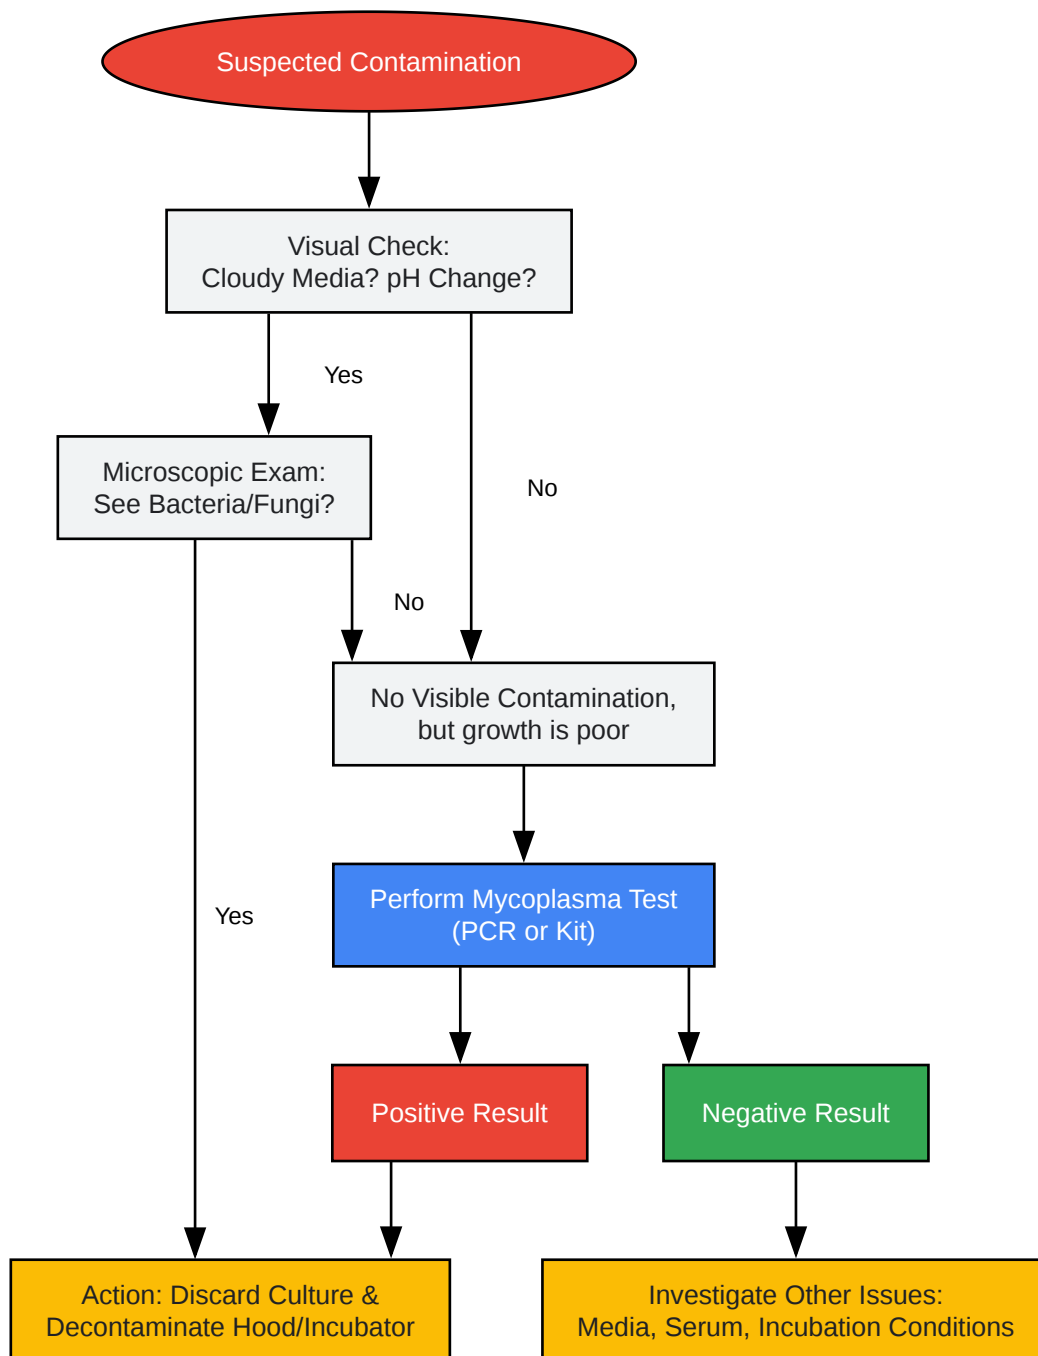 Suspected Contamination
Visual Check:
Cloudy Media? pH Change?
Yes
Microscopic Exam:
See Bacteria/Fungi?
No
No
No Visible Contamination,
but growth is poor
Perform Mycoplasma Test
(PCR or Kit)
Yes
Positive Result
Negative Result
Action: Discard Culture &
Decontaminate Hood/Incubator
Investigate Other Issues:
Media, Serum, Incubation Conditions